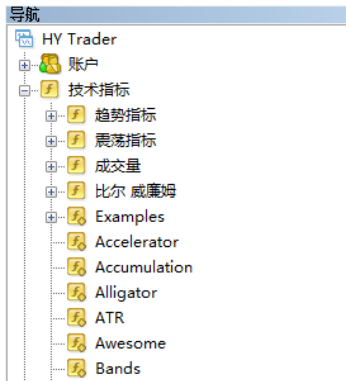 导航
HY Trader
账户
技术指标
趋势指标
震荡指标
成交量
比尔 威廉姆
Examples
Accelerator
Accumulation
Alligator
ATR
Awesome
Bands